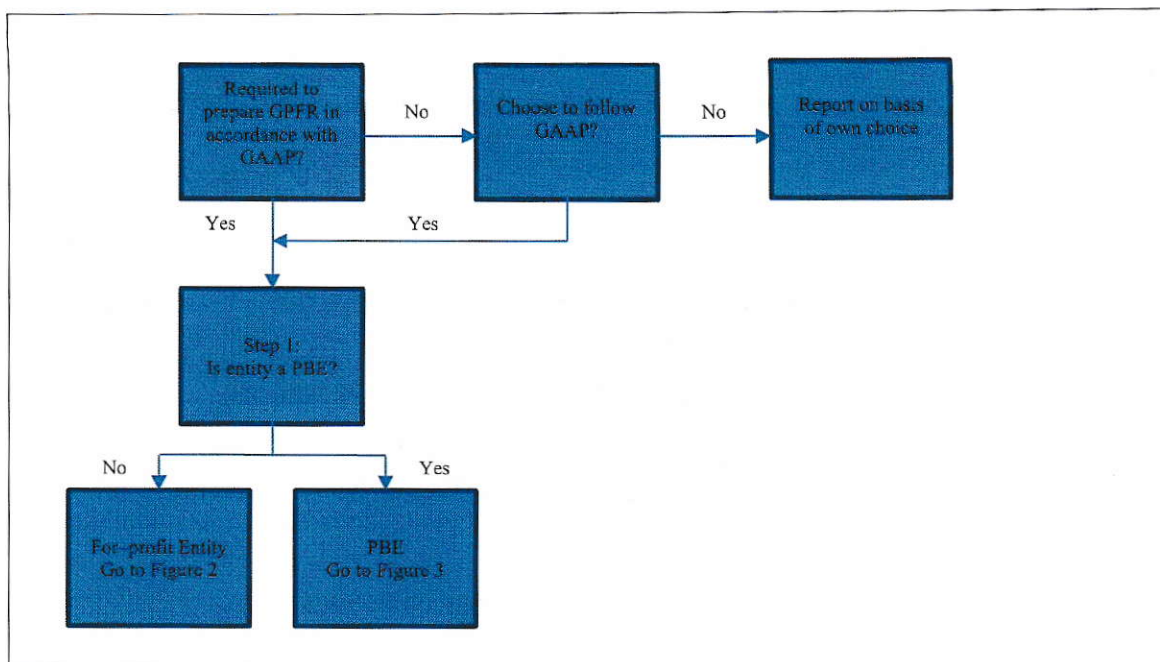 Required to
prepare GPFR in
accordance with
GAAP?
No
Choose to follow
GAAP?
No
Report on basis
of own choice
Yes
Yes
Step 1:
Is entity a PBE?
No
Yes
For-profit Entity
Go to Figure 2
PBE
Go to Figure 3